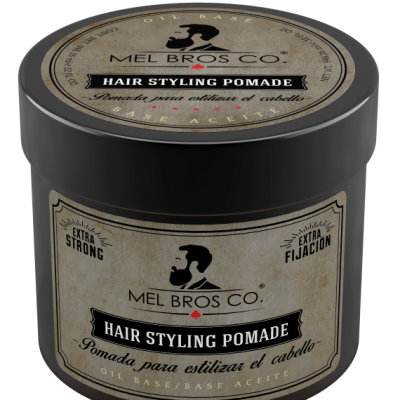 OIL BASE
MEL BROS CO.®
HAIR STYLING POMADE
Pomada para estilizar el cabello
BASE ACEITE
EXTRA
STRONG
EXTRA
FIJACIÓN
MEL BROS CO.®
HAIR STYLING POMADE
Pomada para estilizar el cabello
OIL BASE/BASE ACEITE